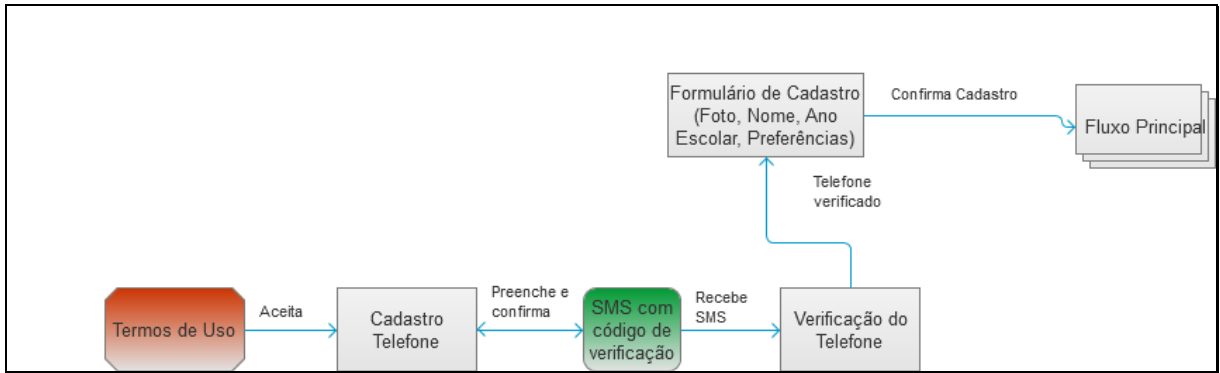 Formulário de Cadastro
(Foto, Nome, Ano
Escolar, Preferências)
Confirma Cadastro
Fluxo Principal
Telefone
verificado
Termos de Uso
Aceita
Cadastro
Telefone
Preenche e
confirma
SMS com
código de
verificação
Recebe
SMS
Verificação do
Telefone